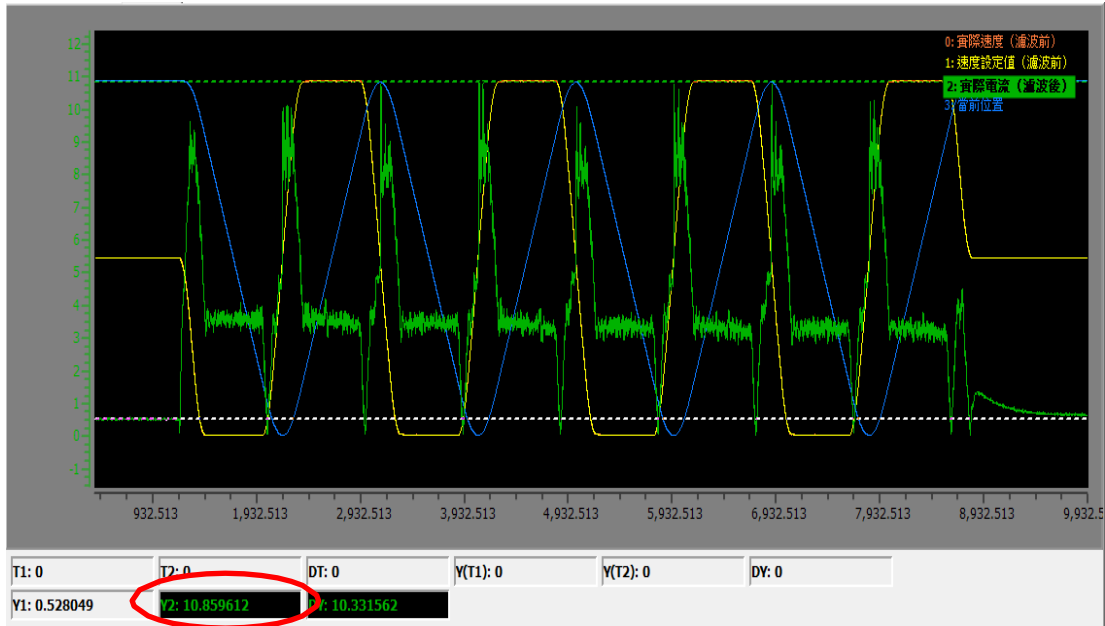 12
11
10
9
8
7
6
5
4
3
2
1
0
-1
0: 實際速度（濾波前）
1: 速度設定值（濾波前）
2: 實際電流（濾波後）
3: 當前位置
932.513 1,932.513 2,932.513 3,932.513 4,932.513 5,932.513 6,932.513 7,932.513 8,932.513 9,932.5
T1: 0 T2: 0 DT: 0 Y(T1): 0 Y(T2): 0 DY: 0
Y1: 0.528049 Y2: 10.859612 DY: 10.331562